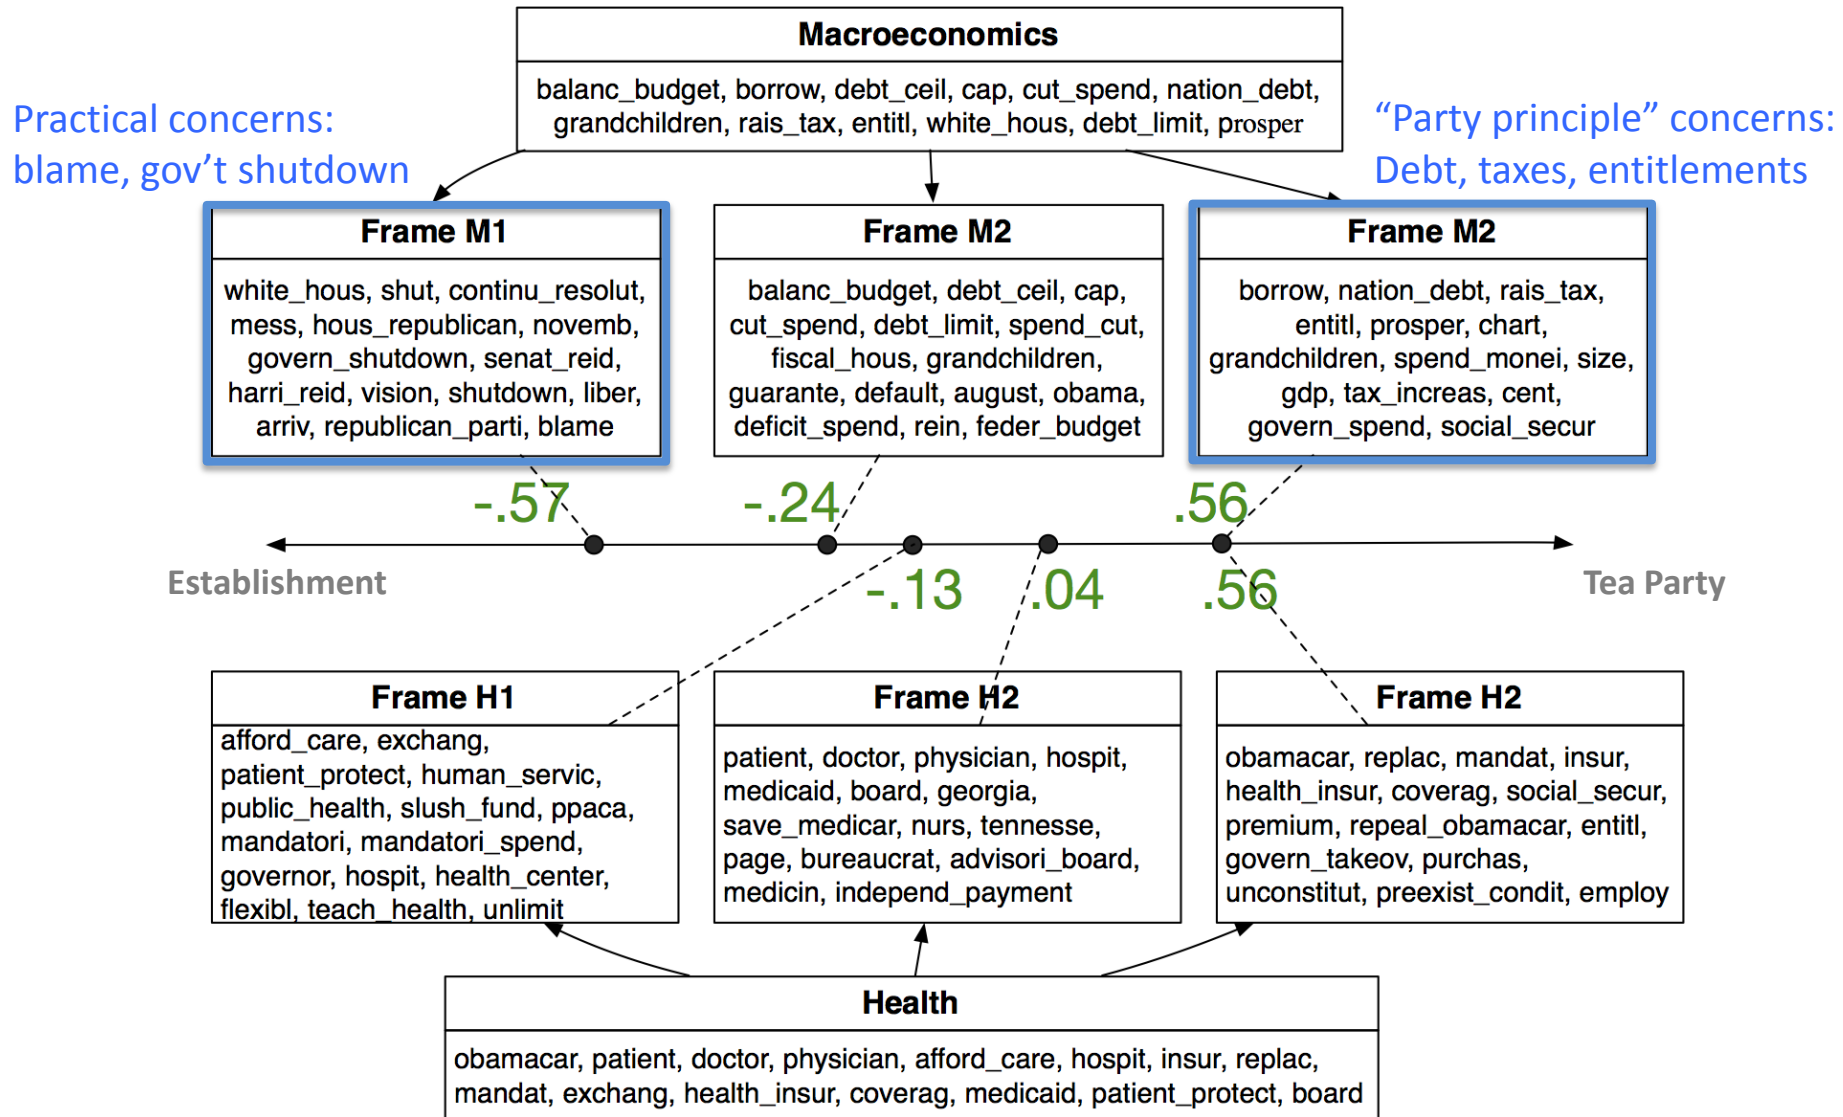 Macroeconomics
balanc_budget, borrow, debt_ceil, cap, cut_spend, nation_debt,
grandchildren, rais_tax, entitl, white_hous, debt_limit, prosper
Practical concerns:
blame, gov’t shutdown
“Party principle” concerns:
Debt, taxes, entitlements
Frame M1
white_hous, shut, continu_resolut,
mess, hous_republican, novemb,
govern_shutdown, senat_reid,
harri_reid, vision, shutdown, liber,
arriv, republican_parti, blame
Frame M2
balanc_budget, debt_ceil, cap,
cut_spend, debt_limit, spend_cut,
fiscal_hous, grandchildren,
guarante, default, august, obama,
deficit_spend, rein, feder_budget
Frame M2
borrow, nation_debt, rais_tax,
entitl, prosper, chart,
grandchildren, spend_monei, size,
gdp, tax_increas, cent,
govern_spend, social_secur
-.57
-.24
.56
Establishment
-.13
.04
.56
Tea Party
Frame H1
afford_care, exchang,
patient_protect, human_servic,
public_health, slush_fund, ppaca,
mandatori, mandatori_spend,
governor, hospit, health_center,
flexibl, teach_health, unlimit
Frame H2
patient, doctor, physician, hospit,
medicaid, board, georgia,
save_medicar, nurs, tennesse,
page, bureaucrat, advisori_board,
medicin, independ_payment
Frame H2
obamacar, replac, mandat, insur,
health_insur, coverag, social_secur,
premium, repeal_obamacar, entitl,
govern_takeov, purchas,
unconstitut, preexist_condit, employ
Health
obamacar, patient, doctor, physician, afford_care, hospit, insur, replac,
mandat, exchang, health_insur, coverag, medicaid, patient_protect, board